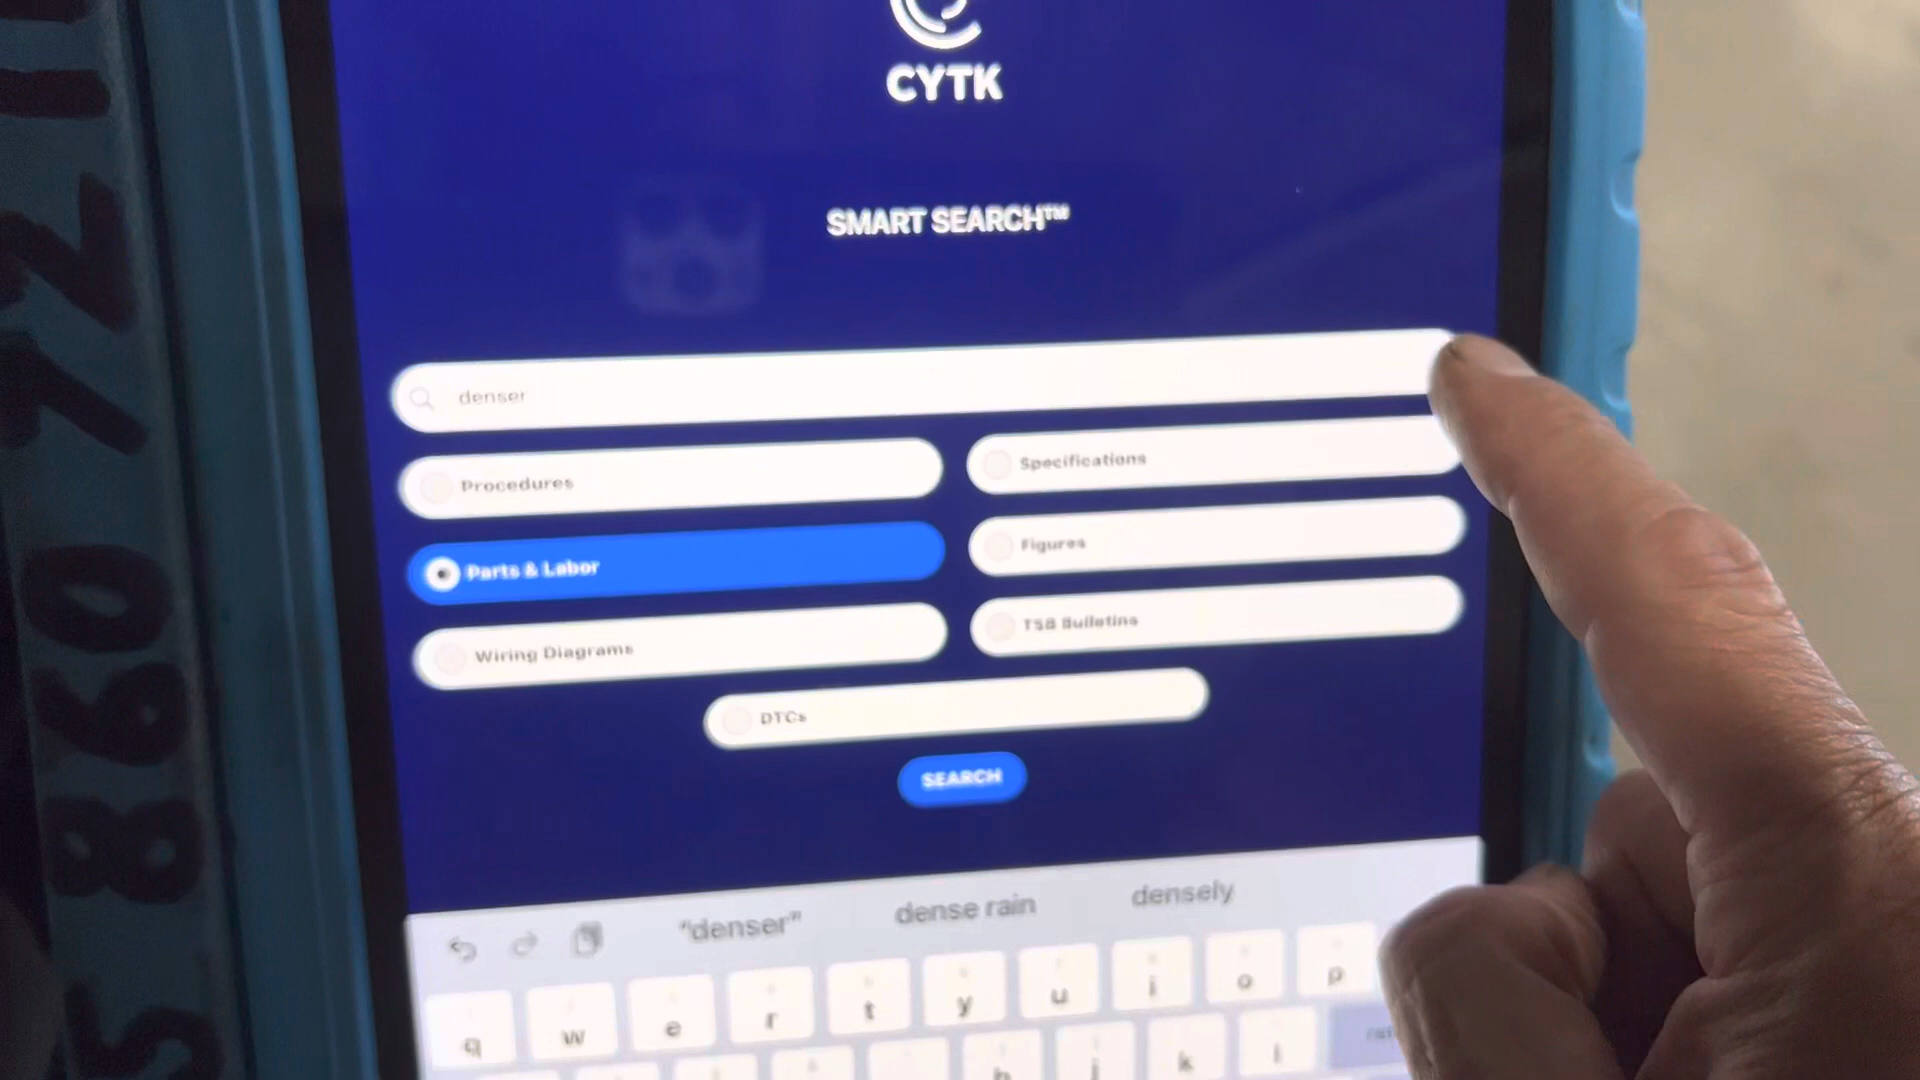 CYTK
SMART SEARCH™
denser
Procedures
Specifications
Parts & Labor
Figures
Wiring Diagrams
TSB Bulletins
DTCs
SEARCH
"denser" dense rain densely
q w e r t y u i o p
h j k l